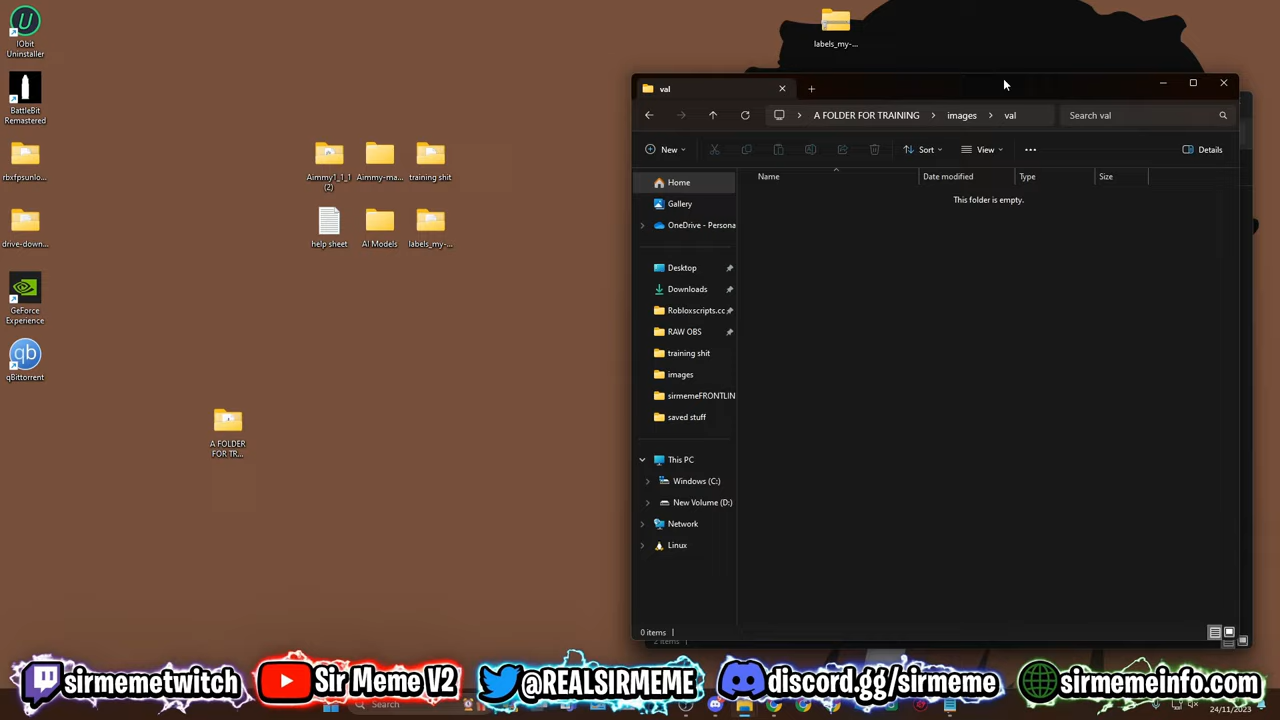 IObit
Uninstaller
BattleBit
Remastered
rbxfpsunlo...
drive-down...
GeForce
Experience
qb
qBittorrent
Aimmy1_1_1
(2)
Aimmy-ma...
training shit
help sheet
AI Models
labels_my-...
A FOLDER
FOR TR...
labels_my-...
val
A FOLDER FOR TRAINING > images > val
Search val
New
Sort
View
Details
Name
Date modified
Type
Size
This folder is empty.
Home
Gallery
OneDrive - Persona
Desktop
Downloads
Robloxscripts.cc
RAW OBS
training shit
images
sirmemeFRONTLIN
saved stuff
This PC
Windows (C:)
New Volume (D:)
Network
Linux
0 items
sirmemetwitch
Sir Meme V2
@REALSIRMEME
discord.gg/sirmeme
sirmemeinfo.com
Search
24/11/2023